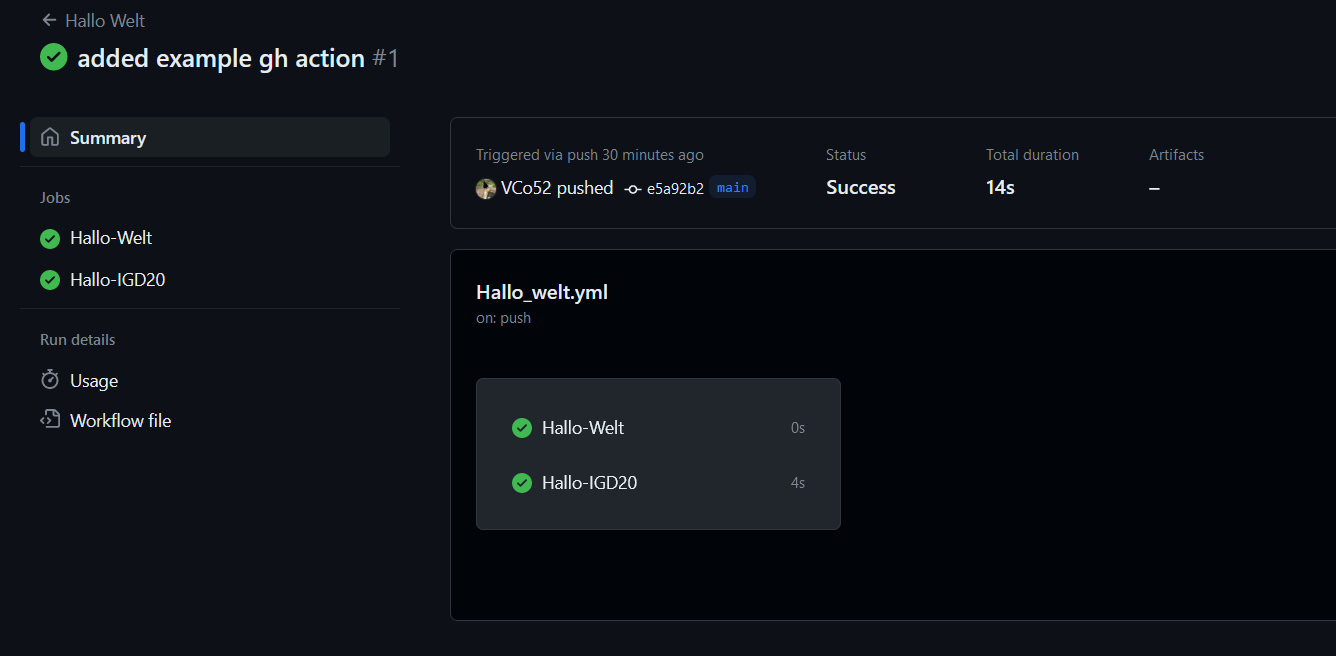 Hallo Welt
added example gh action #1
Summary
Jobs
Hallo-Welt
Hallo-IGD20
Run details
Usage
Workflow file
Triggered via push 30 minutes ago
VCo52 pushed e5a92b2 main
Status
Success
Total duration
14s
Artifacts
–
Hallo_welt.yml
on: push
Hallo-Welt 0s
Hallo-IGD20 4s